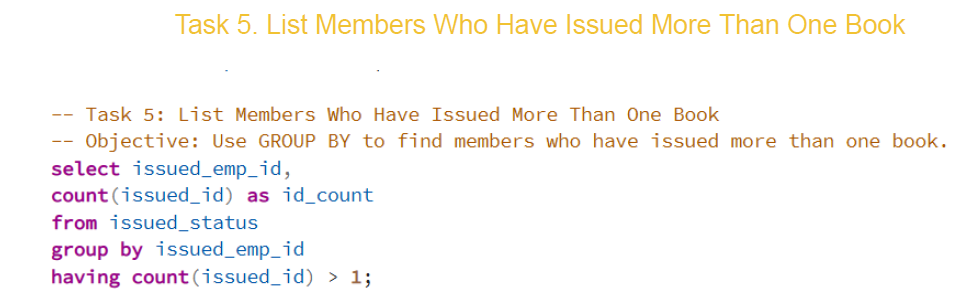 Task 5. List Members Who Have Issued More Than One Book
-- Task 5: List Members Who Have Issued More Than One Book
-- Objective: Use GROUP BY to find members who have issued more than one book.
select issued_emp_id,
count(issued_id) as id_count
from issued_status
group by issued_emp_id
having count(issued_id) > 1;